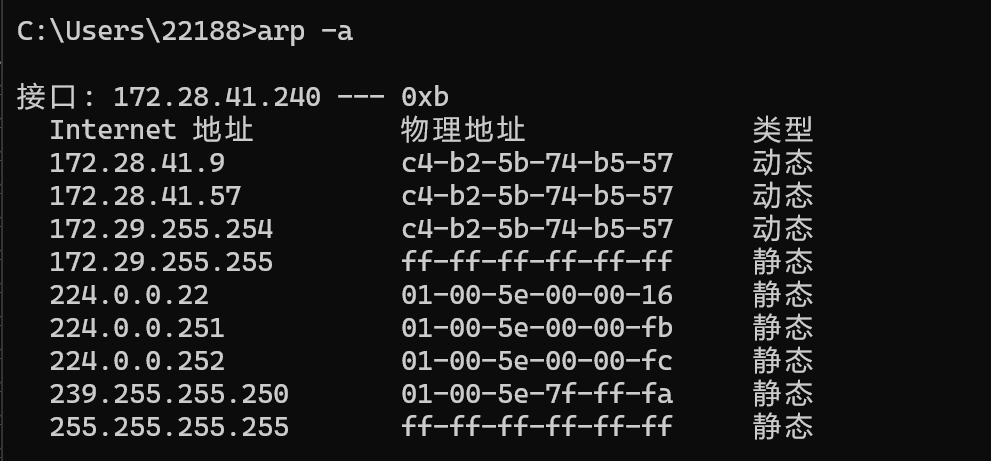 C:\Users\22188>arp -a
接口: 172.28.41.240 --- 0xb
Internet 地址 物理地址 类型
172.28.41.9 c4-b2-5b-74-b5-57 动态
172.28.41.57 c4-b2-5b-74-b5-57 动态
172.29.255.254 c4-b2-5b-74-b5-57 动态
172.29.255.255 ff-ff-ff-ff-ff-ff 静态
224.0.0.22 01-00-5e-00-00-16 静态
224.0.0.251 01-00-5e-00-00-fb 静态
224.0.0.252 01-00-5e-00-00-fc 静态
239.255.255.250 01-00-5e-7f-ff-fa 静态
255.255.255.255 ff-ff-ff-ff-ff-ff 静态